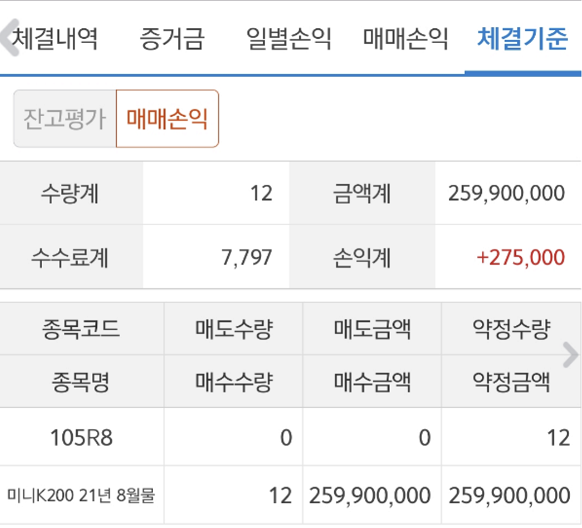 체결내역 증거금 일별손익 매매손익 체결기준
잔고평가 매매손익
수량계 12 금액계 259,900,000
수수료계 7,797 손익계 +275,000
종목코드 매도수량 매도금액 약정수량
종목명 매수수량 매수금액 약정금액
105R8 0 0 12
미니K200 21년 8월물 12 259,900,000 259,900,000